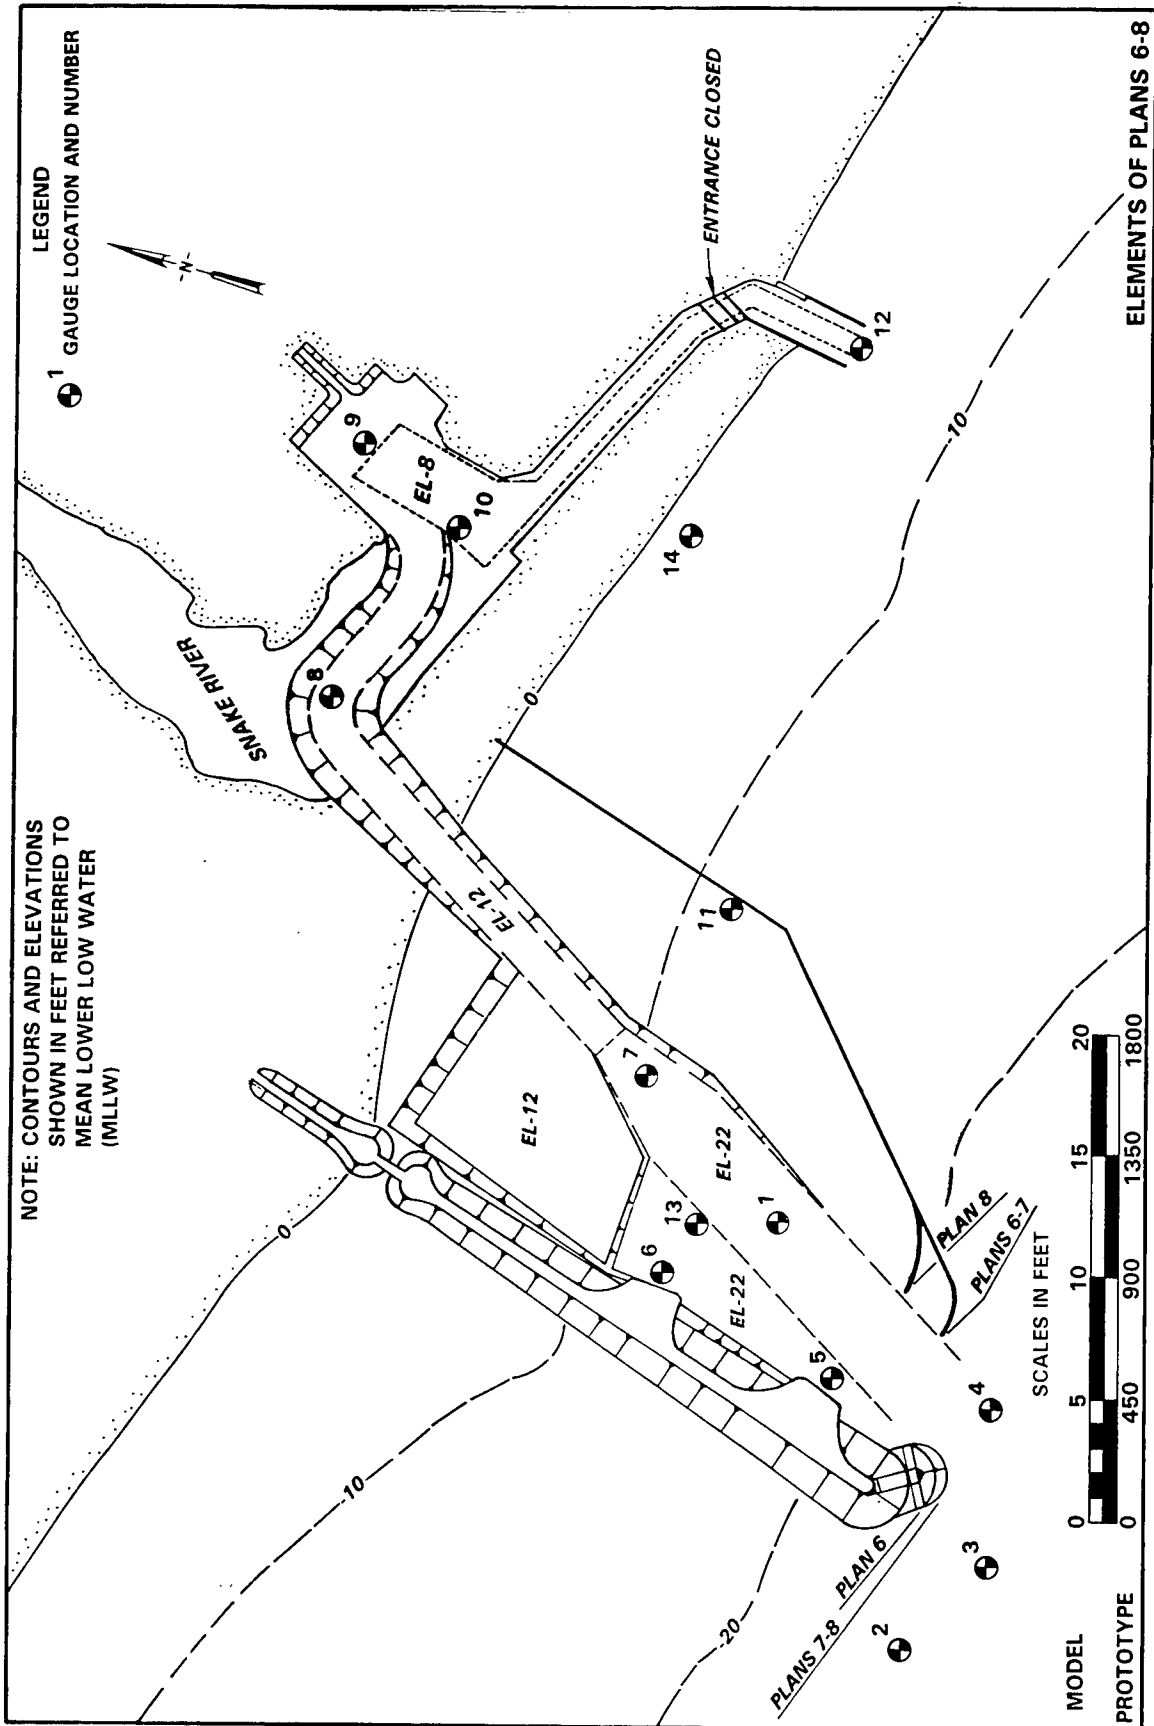 NOTE: CONTOURS AND ELEVATIONS
SHOWN IN FEET REFERRED TO
MEAN LOWER LOW WATER
(MLLW)
LEGEND
1 GAUGE LOCATION AND NUMBER
-N-
SNAKE RIVER
8
9
EL-8
10
ENTRANCE CLOSED
12
14
0
0
-10
-10
-20
EL-12
EL-12
7
EL-22
EL-22
13
6
1
5
11
4
3
2
PLAN 8
PLANS 6-7
PLAN 6
PLANS 7-8
SCALES IN FEET
MODEL 0 5 10 15 20
PROTOTYPE 0 450 900 1350 1800
ELEMENTS OF PLANS 6-8